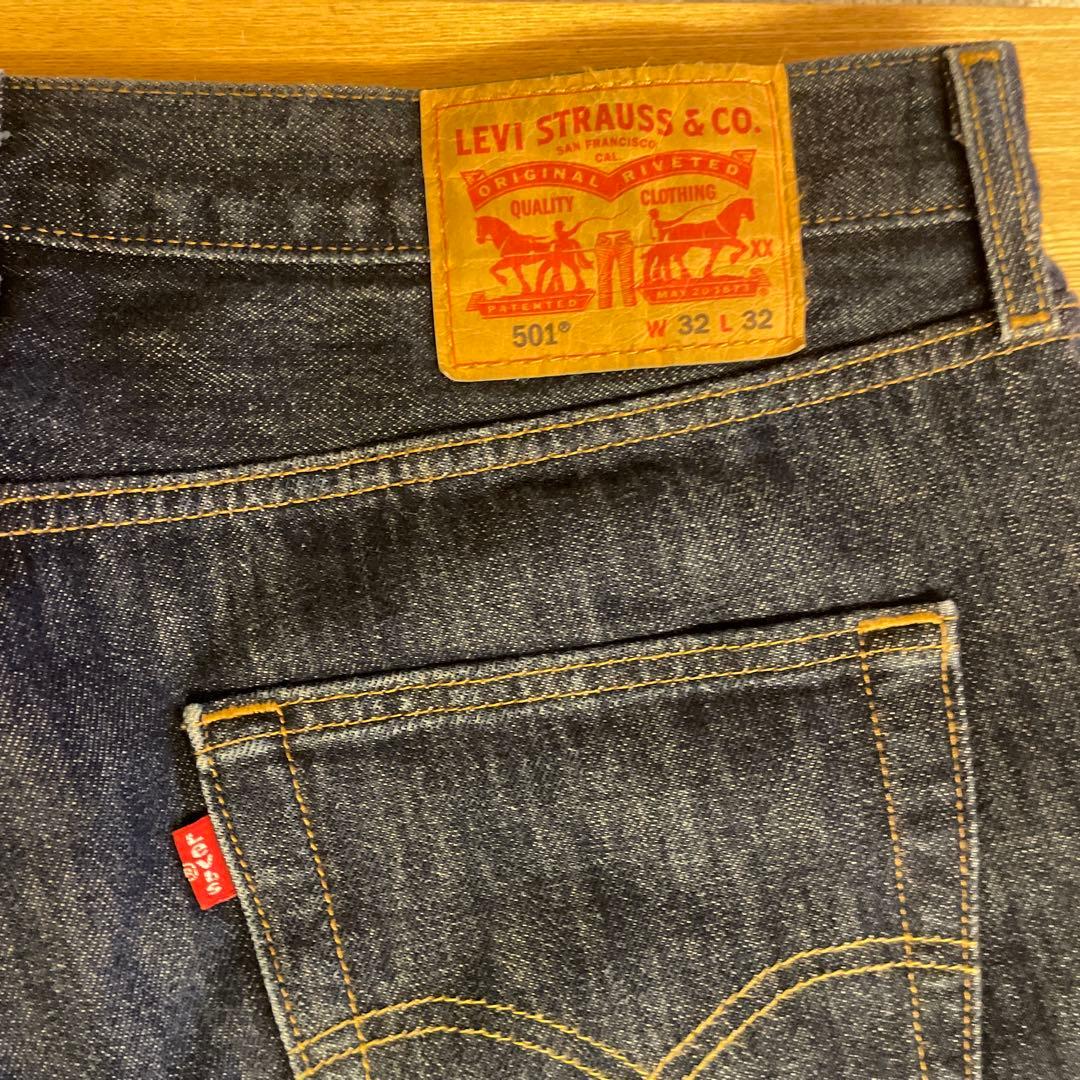 LEVI STRAUSS & CO.
SAN FRANCISCO
CAL.
ORIGINAL RIVETED
QUALITY CLOTHING
XX
PATENTED MAY 20 1873
501® W 32 L 32
LEVI'S
®